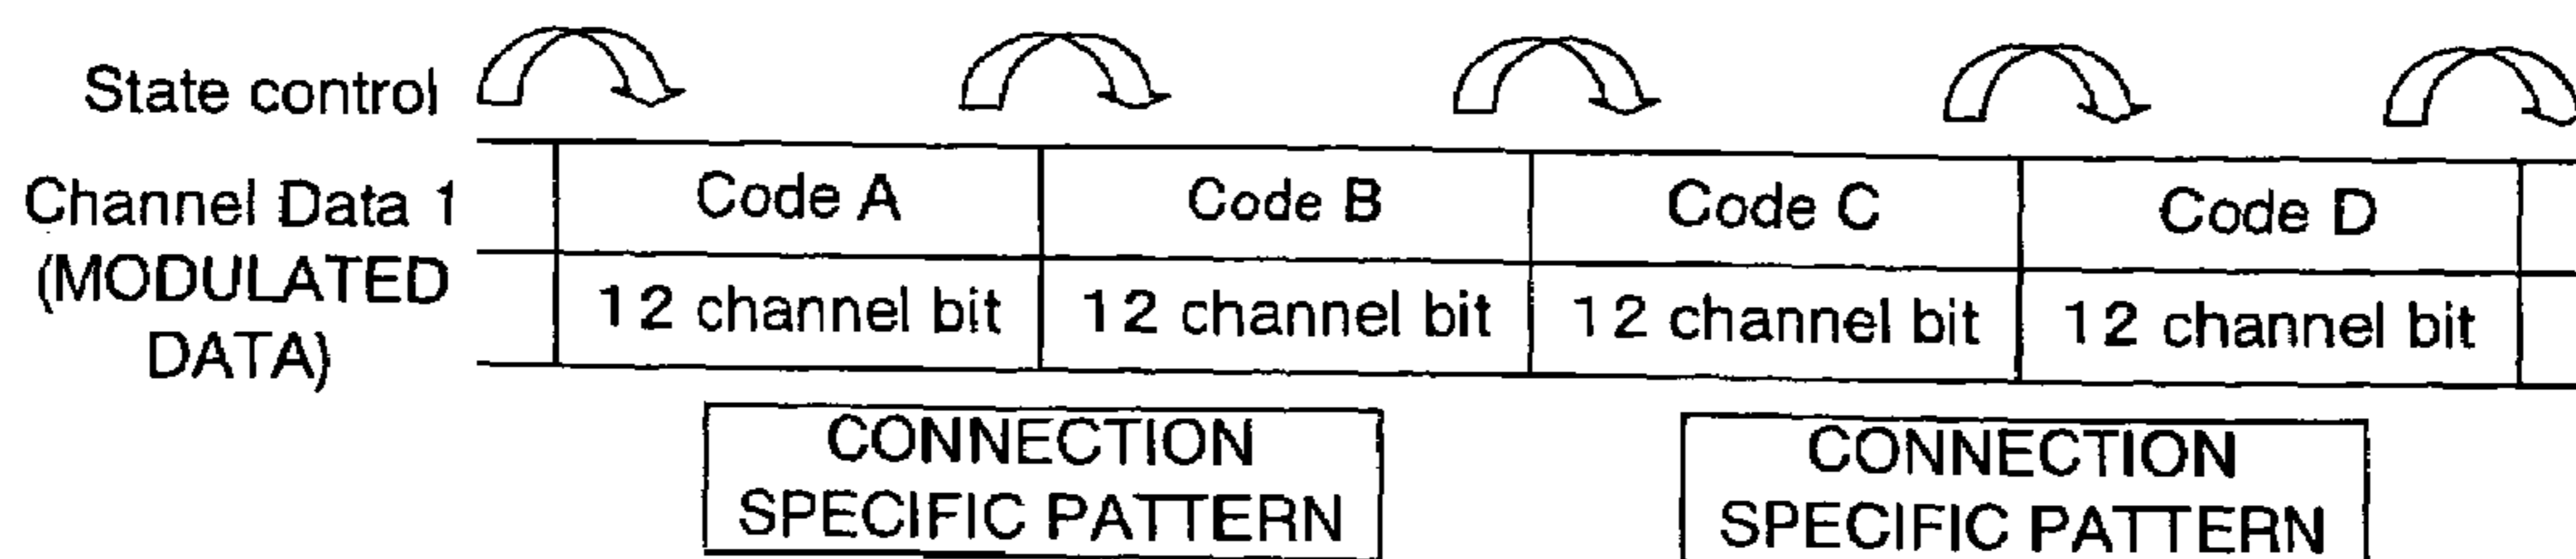 State control
Channel Data 1
(MODULATED
DATA)
Code A Code B Code C Code D
12 channel bit 12 channel bit 12 channel bit 12 channel bit
CONNECTION
SPECIFIC PATTERN
CONNECTION
SPECIFIC PATTERN